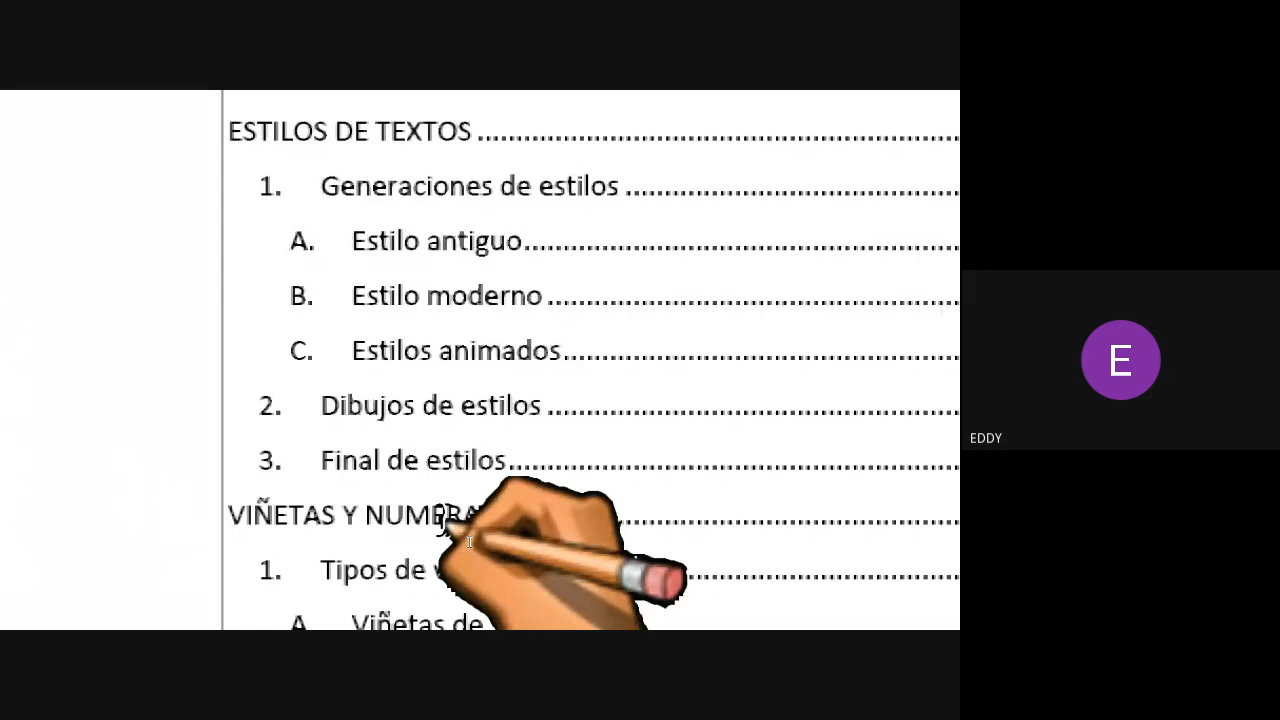 ESTILOS DE TEXTOS ..................................................
1. Generaciones de estilos ..................................................
A. Estilo antiguo..................................................
B. Estilo moderno ..................................................
C. Estilos animados..................................................
2. Dibujos de estilos ..................................................
3. Final de estilos..................................................
VIÑETAS Y ..................................................
1. Tipos de ..................................................
A. Viñetas de
E
EDDY